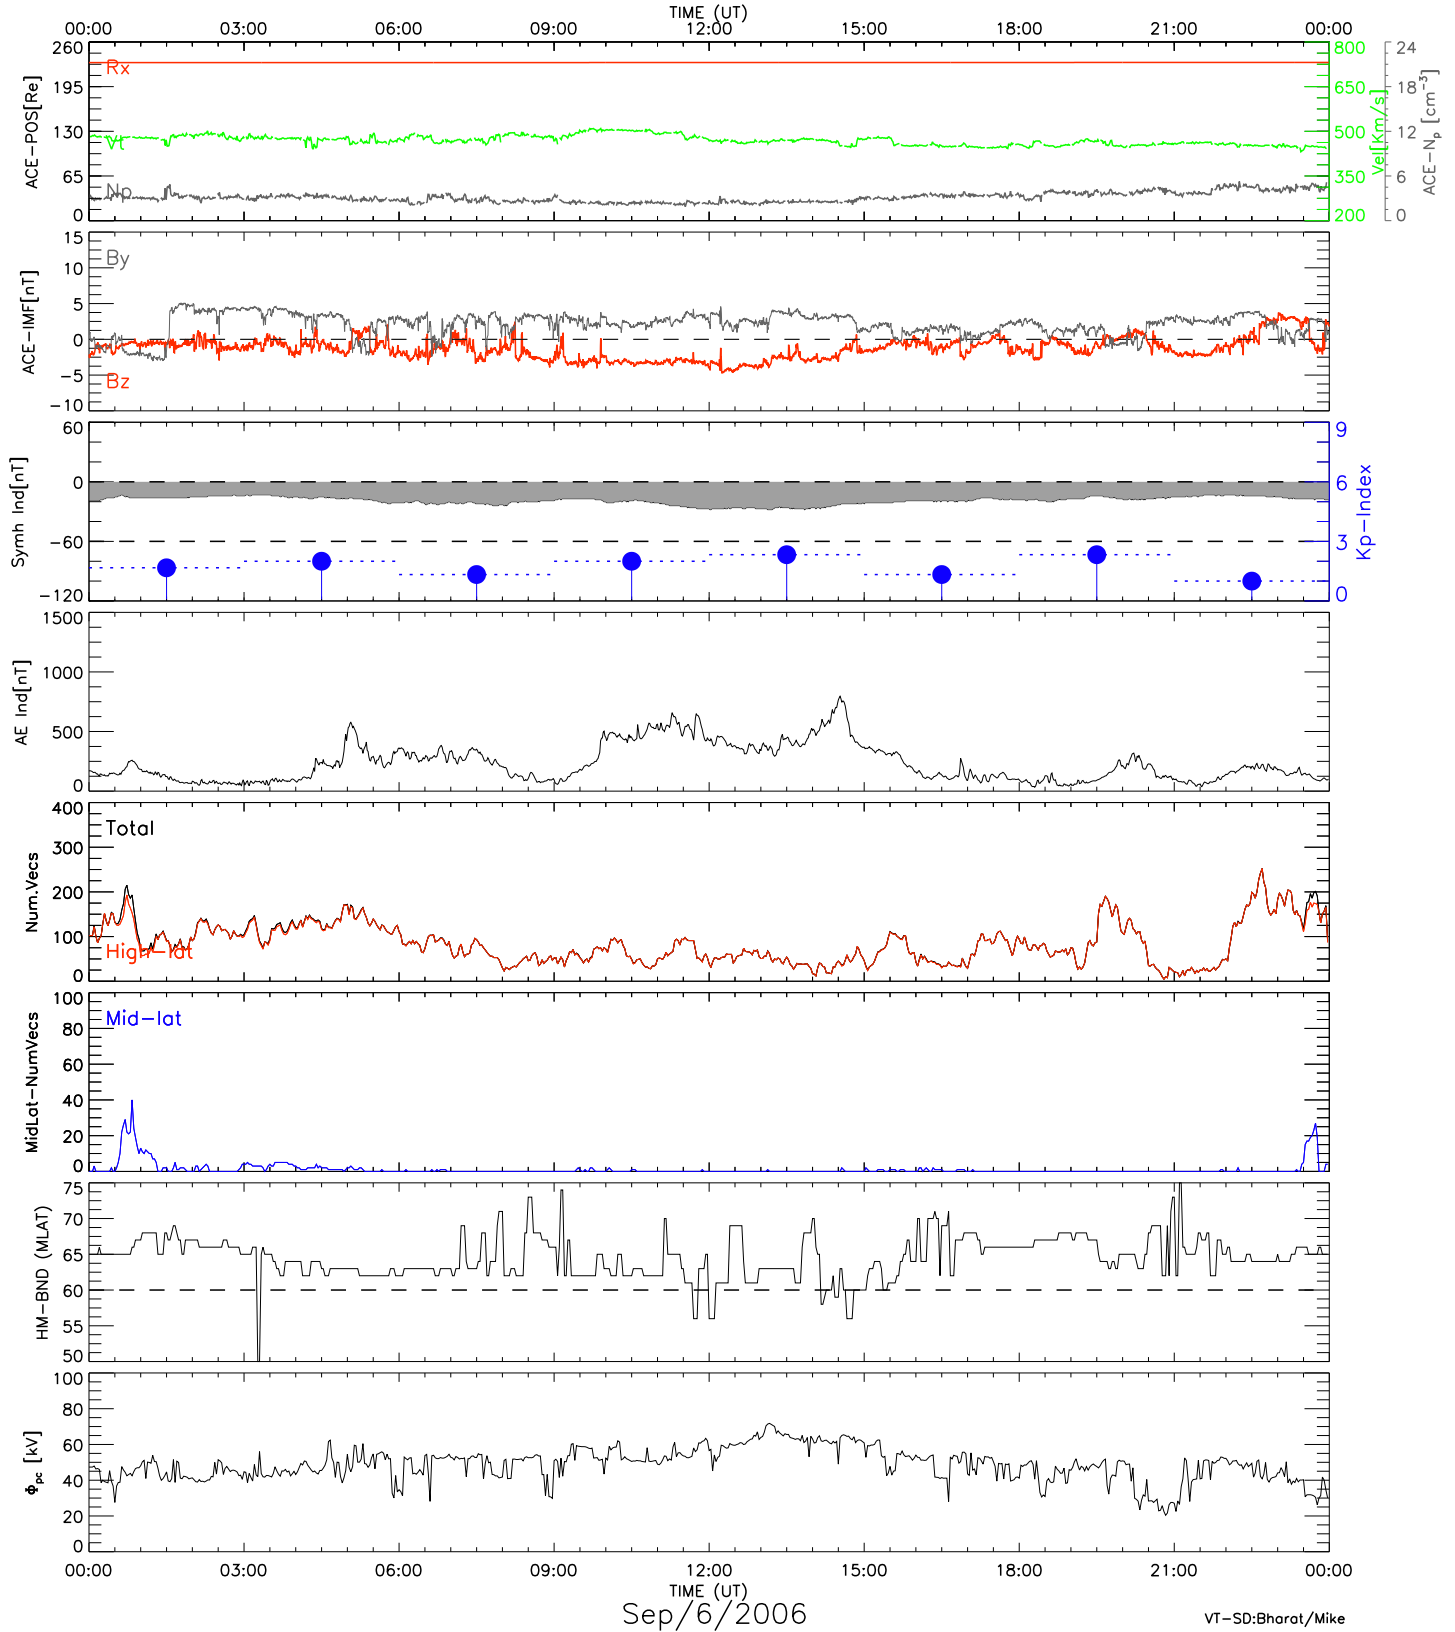 TIME (UT)
00:00 03:00 06:00 09:00 12:00 15:00 18:00 21:00 00:00
ACE-POS[Re]
260
195
130
65
0
Rx
Vt
Np
800
650
500
350
200
Vel[Km/s]
24
18
12
6
0
ACE-Np [cm-3]
ACE-IMF[nT]
15
10
5
0
-5
-10
By
Bz
Symh Ind[nT]
60
0
-60
-120
9
6
3
0
Kp-Index
AE Ind[nT]
1500
1000
500
0
Num.Vecs
400
300
200
100
0
Total
High-lat
MidLat-NumVecs
100
80
60
40
20
0
Mid-lat
HM-BND (MLAT)
75
70
65
60
55
50
Φpc [kV]
100
80
60
40
20
0
00:00 03:00 06:00 09:00 12:00 15:00 18:00 21:00 00:00
TIME (UT)
Sep/6/2006
VT-SD:Bharat/Mike